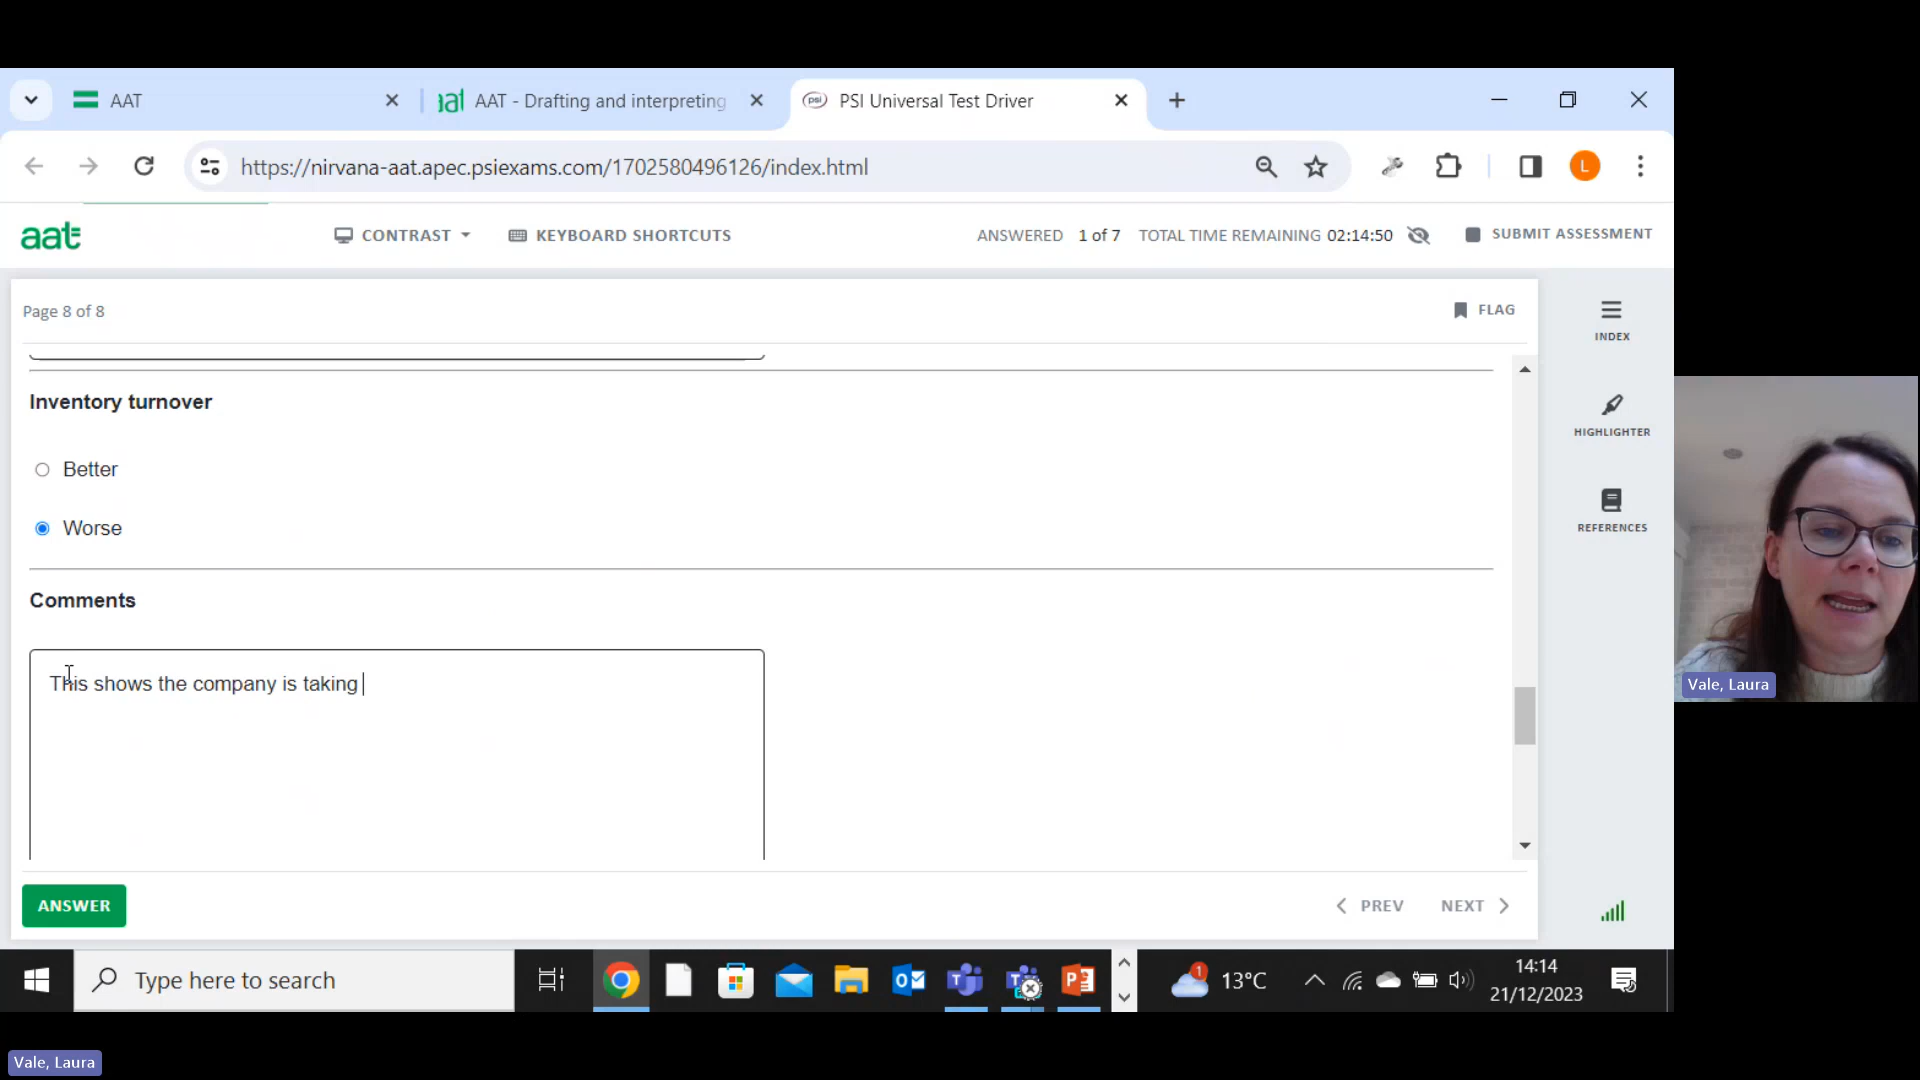 AAT
aat AAT - Drafting and interpreting
psi PSI Universal Test Driver
https://nirvana-aat.apec.psiexams.com/1702580496126/index.html
L
aat
CONTRAST
KEYBOARD SHORTCUTS
ANSWERED 1 of 7 TOTAL TIME REMAINING 02:14:50
SUBMIT ASSESSMENT
Page 8 of 8
FLAG
INDEX
Inventory turnover
HIGHLIGHTER
Better
REFERENCES
Worse
Comments
This shows the company is taking
Vale, Laura
ANSWER
PREV
NEXT
Type here to search
1
13°C
14:14
21/12/2023
Vale, Laura